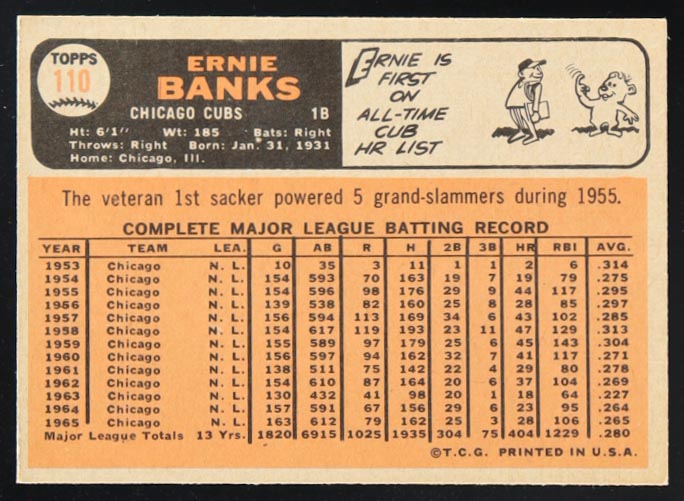 TOPPS
110
ERNIE
BANKS
CHICAGO CUBS 1B
Ht: 6'1" Wt: 185 Bats: Right
Throws: Right Born: Jan. 31, 1931
Home: Chicago, Ill.
ERNIE IS
FIRST
ON
ALL-TIME
CUB
HR LIST
The veteran 1st sacker powered 5 grand-slammers during 1955.
COMPLETE MAJOR LEAGUE BATTING RECORD
YEAR TEAM LEA. G AB R H 2B 3B HR RBI AVG.
1953 Chicago N. L. 10 35 3 11 1 1 2 6 .314
1954 Chicago N. L. 154 593 70 163 19 7 19 79 .275
1955 Chicago N. L. 154 596 98 176 29 9 44 117 .295
1956 Chicago N. L. 139 538 82 160 25 8 28 85 .297
1957 Chicago N. L. 156 594 113 169 34 6 43 102 .285
1958 Chicago N. L. 154 617 119 193 23 11 47 129 .313
1959 Chicago N. L. 155 589 97 179 25 6 45 143 .304
1960 Chicago N. L. 156 597 94 162 32 7 41 117 .271
1961 Chicago N. L. 138 511 75 142 22 4 29 80 .278
1962 Chicago N. L. 154 610 87 164 20 6 37 104 .269
1963 Chicago N. L. 130 432 41 98 20 1 18 64 .227
1964 Chicago N. L. 157 591 67 156 29 6 23 95 .264
1965 Chicago N. L. 163 612 79 162 25 3 28 106 .265
Major League Totals 13 Yrs. 1820 6915 1025 1935 304 75 404 1229 .280
©T.C.G. PRINTED IN U.S.A.